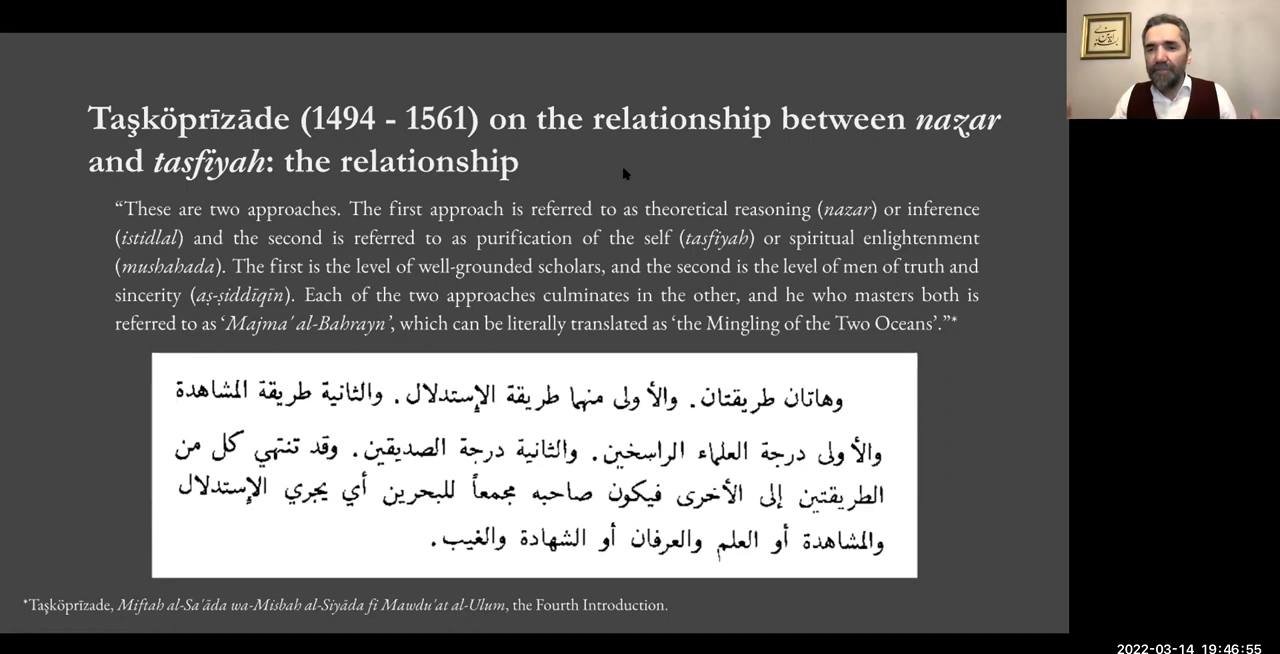 Taşköprīzāde (1494 - 1561) on the relationship between naẓar
and tasfiyah: the relationship
“These are two approaches. The first approach is referred to as theoretical reasoning (nazar) or inference
(istidlal) and the second is referred to as purification of the self (tasfiyah) or spiritual enlightenment
(mushahada). The first is the level of well-grounded scholars, and the second is the level of men of truth and
sincerity (aṣ-ṣiddīqīn). Each of the two approaches culminates in the other, and he who masters both is
referred to as ‘Majma' al-Bahrayn’, which can be literally translated as ‘the Mingling of the Two Oceans’.”*
وهاتان طريقتان. والأولى منهما طريقة الإستدلال. والثانية طريقة المشاهدة
والأولى درجة العلماء الراسخين. والثانية درجة الصديقين. وقد تنتهي كل من
الطريقتين إلى الأخرى فيكون صاحبه مجمعاً للبحرين أي يجري الإستدلال
والمشاهدة أو العلم والعرفان أو الشهادة والغيب.
*Taşköprīzade, Miftah al-Sa'āda wa-Misbah al-Siyāda fi Mawdu'at al-Ulum, the Fourth Introduction.
2022-03-14 19:46:55